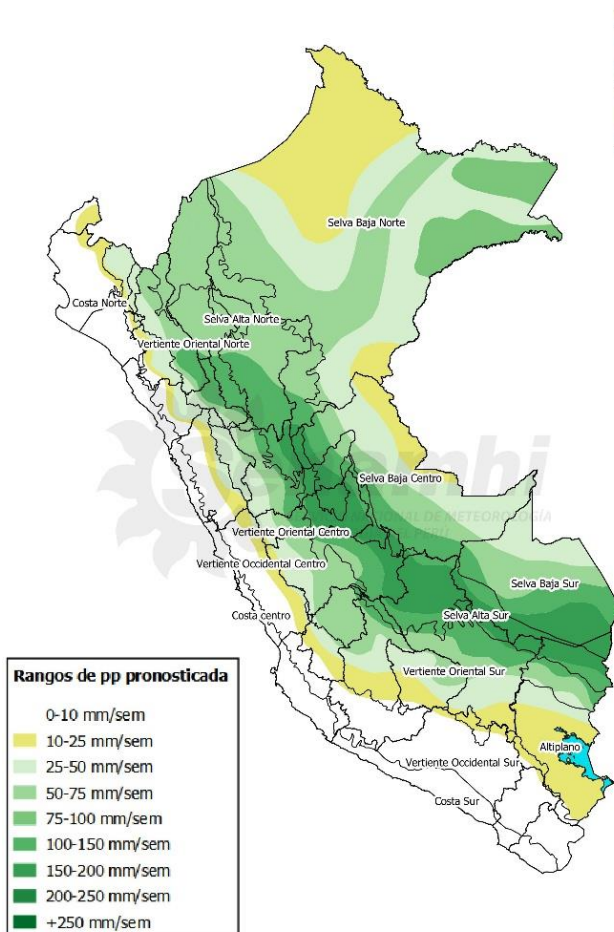 Selva Baja Norte
Costa Norte
Selva Alta Norte
Vertiente Oriental Norte
Senamhi
Selva Baja Centro
NACIONAL DE METEOROLOGÍA
Vertiente Oriental Centro
Vertiente Occidental Centro
Selva Baja Sur
Costa centro
Selva Alta Sur
Vertiente Oriental Sur
Altiplano
Vertiente Occidental Sur
Costa Sur
Rangos de pp pronosticada
0-10 mm/sem
10-25 mm/sem
25-50 mm/sem
50-75 mm/sem
75-100 mm/sem
100-150 mm/sem
150-200 mm/sem
200-250 mm/sem
+250 mm/sem